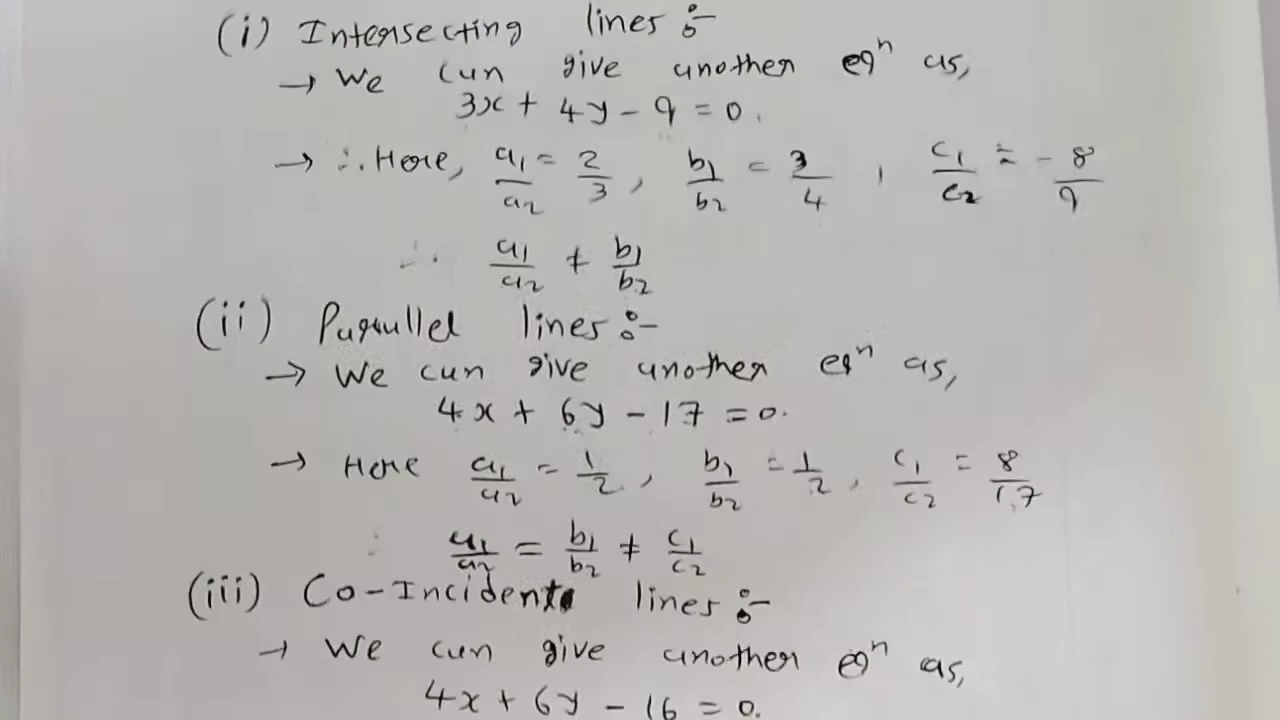 (i) Intersecting lines :-
→ We can give another eqⁿ as,
3x + 4y - 9 = 0.
→ ∴ Here, a₁/a₂ = 2/3, b₁/b₂ = 3/4, c₁/c₂ = -8/9
∴ a₁/a₂ ≠ b₁/b₂
(ii) Parallel lines :-
→ We can give another eqⁿ as,
4x + 6y - 17 = 0.
→ Here a₁/a₂ = 1/2, b₁/b₂ = 1/2, c₁/c₂ = 8/17
∴ a₁/a₂ = b₁/b₂ ≠ c₁/c₂
(iii) Co-Incident lines :-
→ We can give another eqⁿ as,
4x + 6y - 16 = 0.